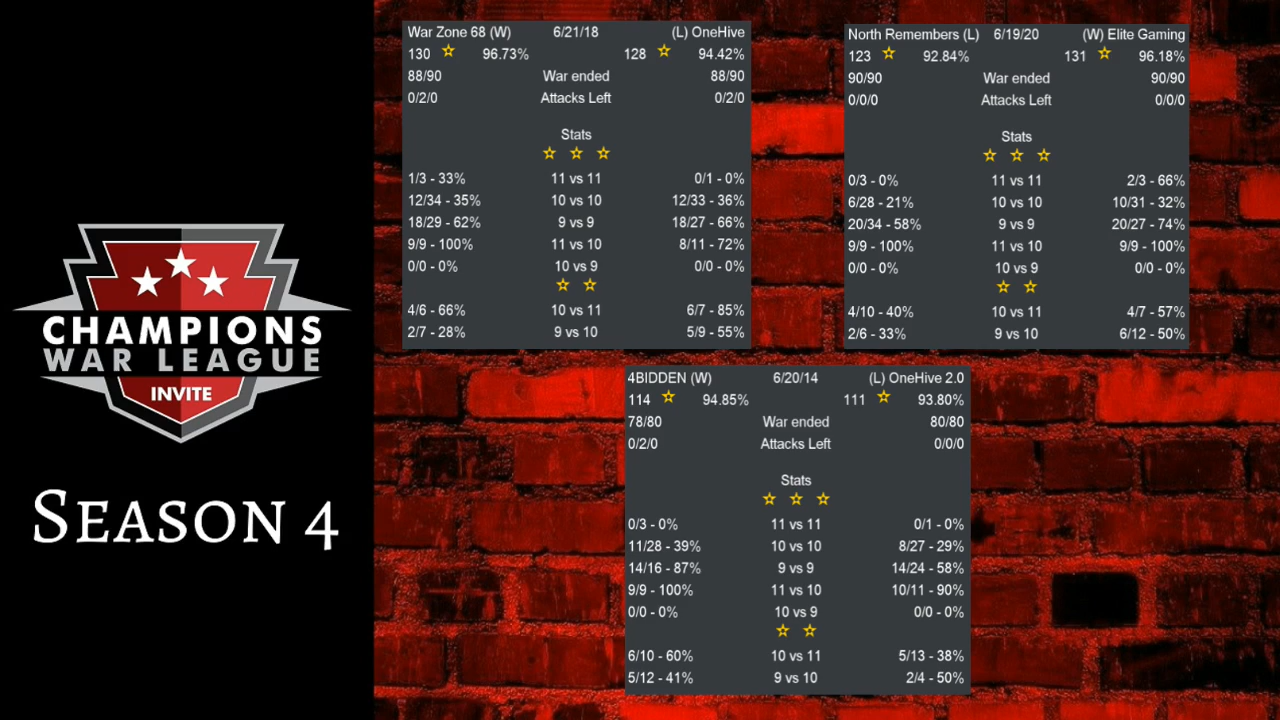 CHAMPIONS
WAR LEAGUE
INVITE
SEASON 4
War Zone 68 (W) 6/21/18 (L) OneHive
130 96.73% 128 94.42%
88/90 War ended 88/90
0/2/0 Attacks Left 0/2/0
Stats
1/3 - 33% 11 vs 11 0/1 - 0%
12/34 - 35% 10 vs 10 12/33 - 36%
18/29 - 62% 9 vs 9 18/27 - 66%
9/9 - 100% 11 vs 10 8/11 - 72%
0/0 - 0% 10 vs 9 0/0 - 0%
4/6 - 66% 10 vs 11 6/7 - 85%
2/7 - 28% 9 vs 10 5/9 - 55%
North Remembers (L) 6/19/20 (W) Elite Gaming
123 92.84% 131 96.18%
90/90 War ended 90/90
0/0/0 Attacks Left 0/0/0
Stats
0/3 - 0% 11 vs 11 2/3 - 66%
6/28 - 21% 10 vs 10 10/31 - 32%
20/34 - 58% 9 vs 9 20/27 - 74%
9/9 - 100% 11 vs 10 9/9 - 100%
0/0 - 0% 10 vs 9 0/0 - 0%
4/10 - 40% 10 vs 11 4/7 - 57%
2/6 - 33% 9 vs 10 6/12 - 50%
4BIDDEN (W) 6/20/14 (L) OneHive 2.0
114 94.85% 111 93.80%
78/80 War ended 80/80
0/2/0 Attacks Left 0/0/0
Stats
0/3 - 0% 11 vs 11 0/1 - 0%
11/28 - 39% 10 vs 10 8/27 - 29%
14/16 - 87% 9 vs 9 14/24 - 58%
9/9 - 100% 11 vs 10 10/11 - 90%
0/0 - 0% 10 vs 9 0/0 - 0%
6/10 - 60% 10 vs 11 5/13 - 38%
5/12 - 41% 9 vs 10 2/4 - 50%